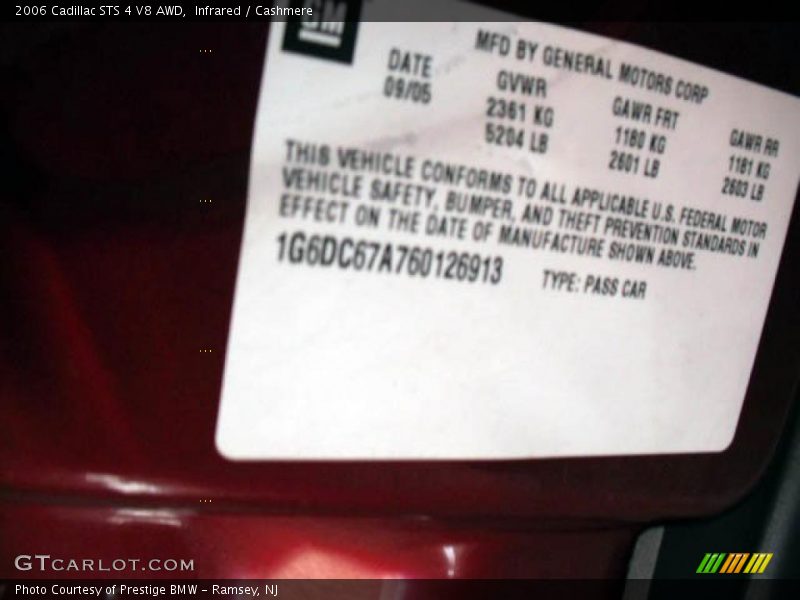 2006 Cadillac STS 4 V8 AWD,  Infrared / Cashmere
GM
MFD BY GENERAL MOTORS CORP
DATE GVWR GAWR FRT GAWR RR
09/05 2361 KG 1180 KG 1181 KG
5204 LB 2601 LB 2603 LB
THIS VEHICLE CONFORMS TO ALL APPLICABLE U.S. FEDERAL MOTOR
VEHICLE SAFETY, BUMPER, AND THEFT PREVENTION STANDARDS IN
EFFECT ON THE DATE OF MANUFACTURE SHOWN ABOVE.
1G6DC67A760126913 TYPE: PASS CAR
GTCARLOT.COM
Photo Courtesy of Prestige BMW - Ramsey, NJ